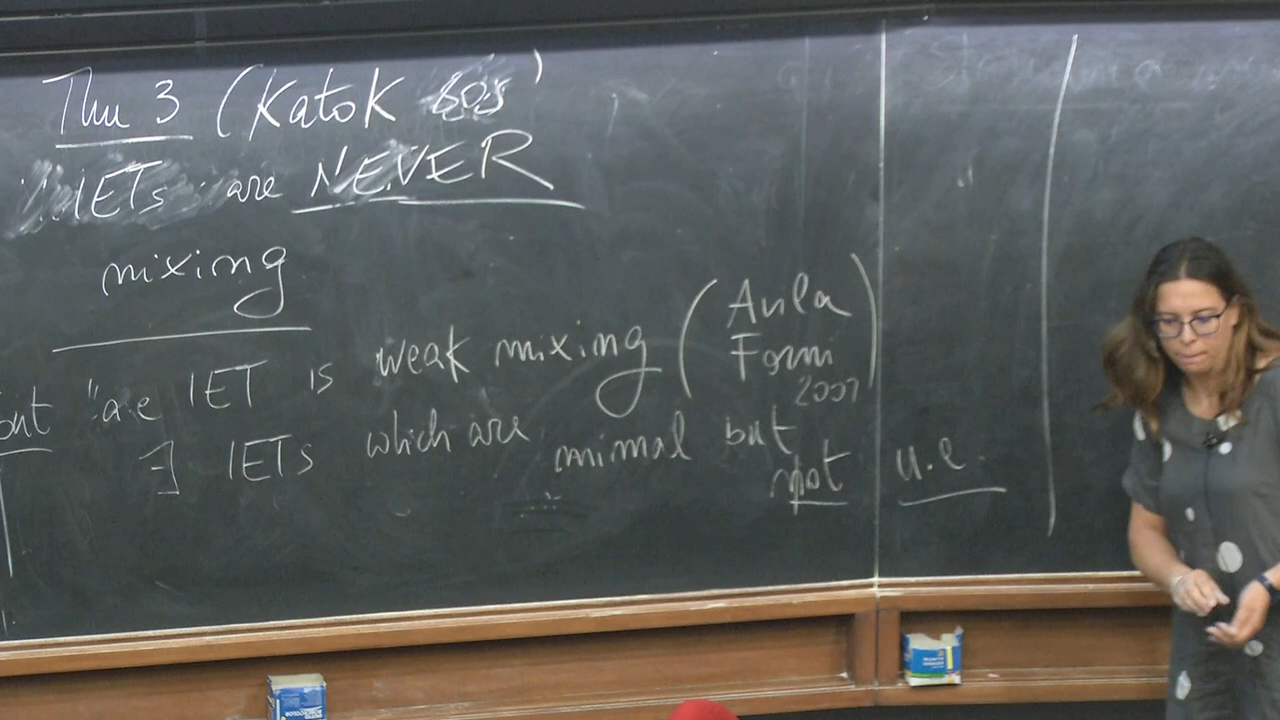 Thm 3 (Katok 80s)
IETs are NEVER
mixing
but "a.e IET is weak mixing (Avila Forni 2007)
∃ IETs which are minimal but
not u.e.